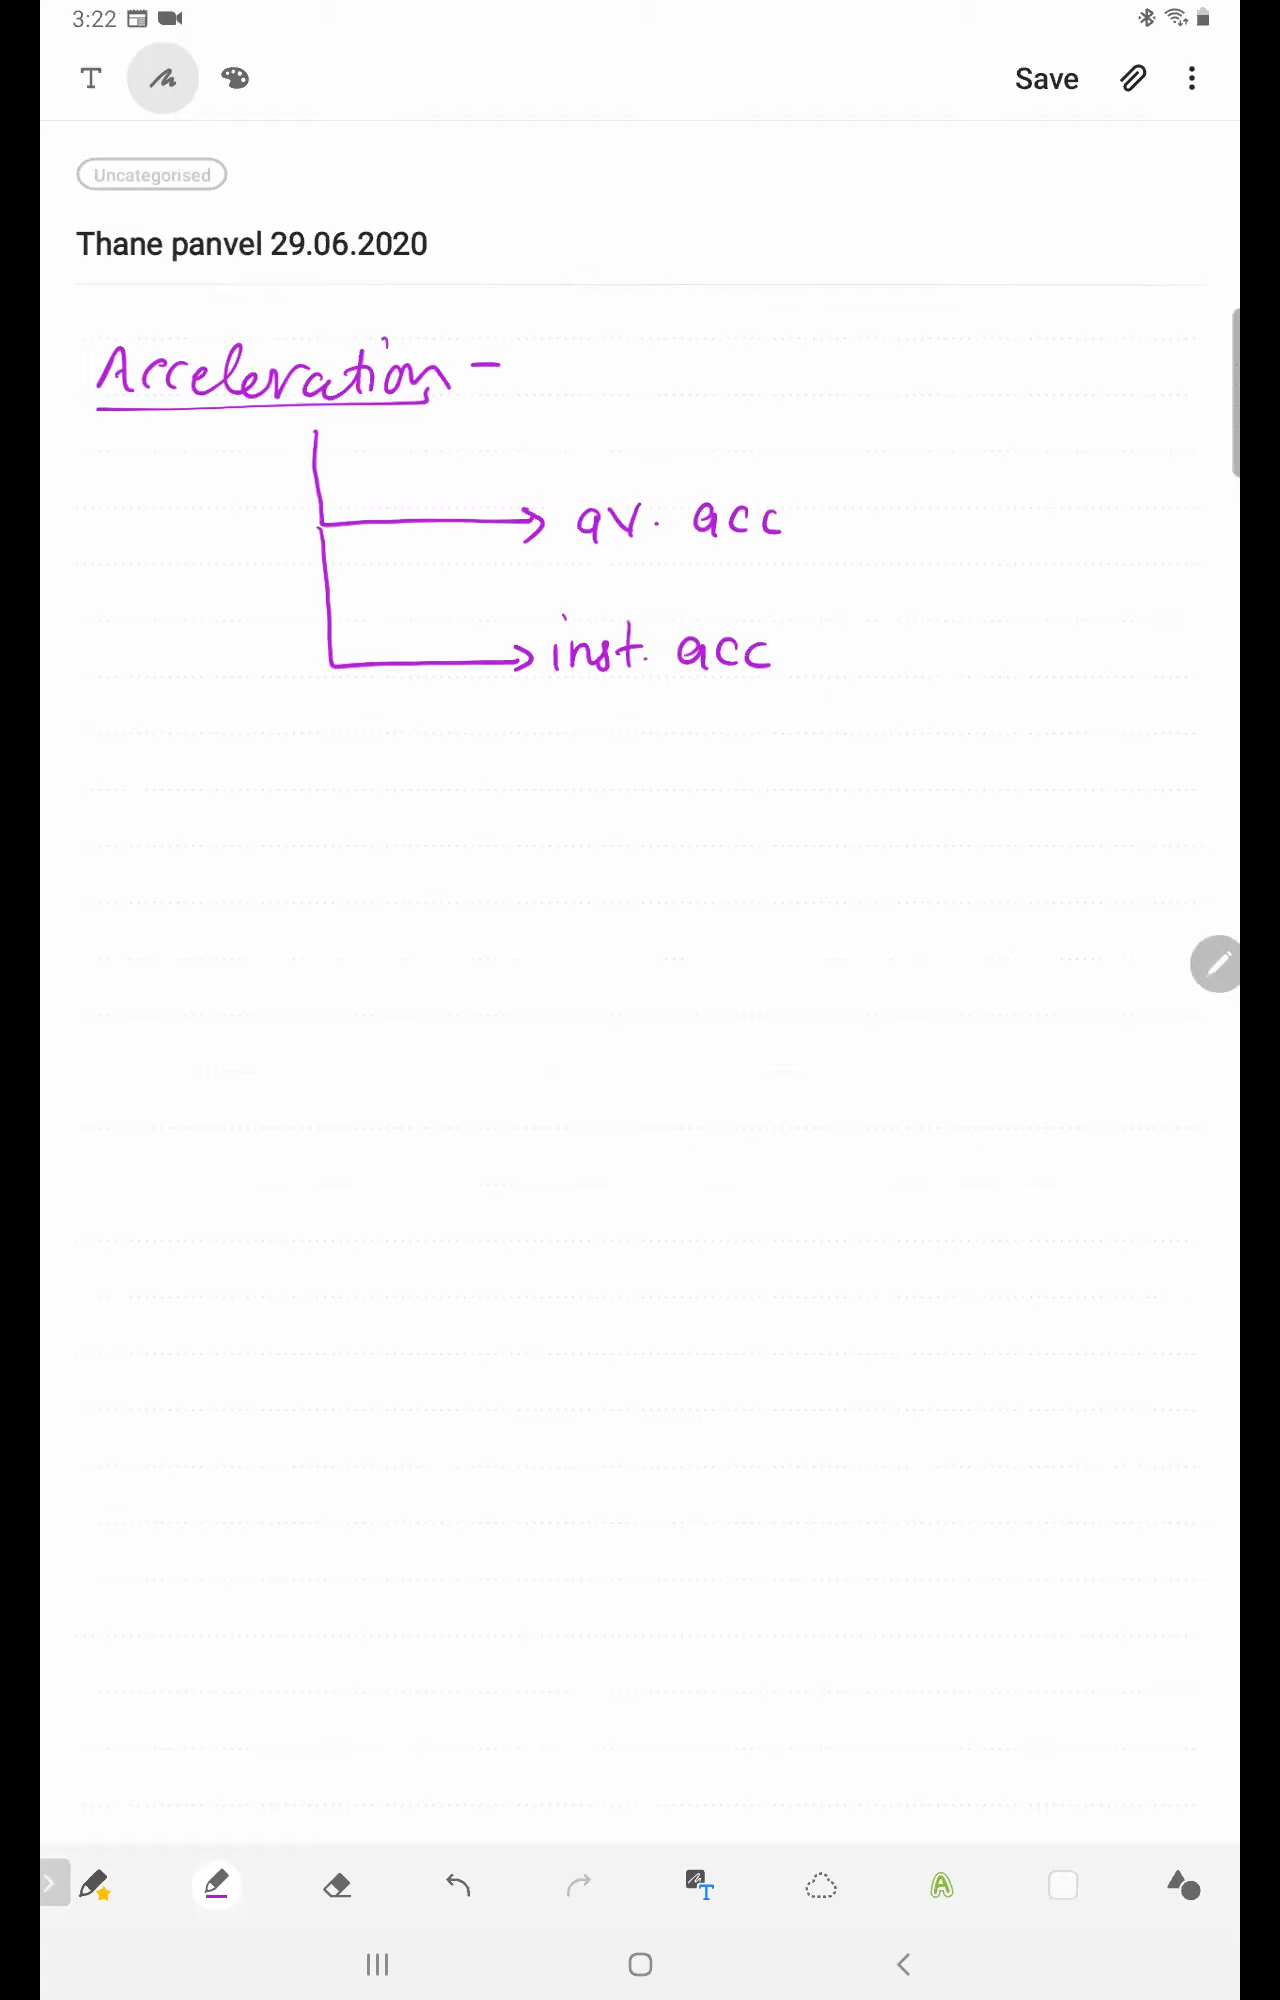 3:22
Save
Uncategorised
Thane panvel 29.06.2020
Acceleration -
av. acc
inst. acc